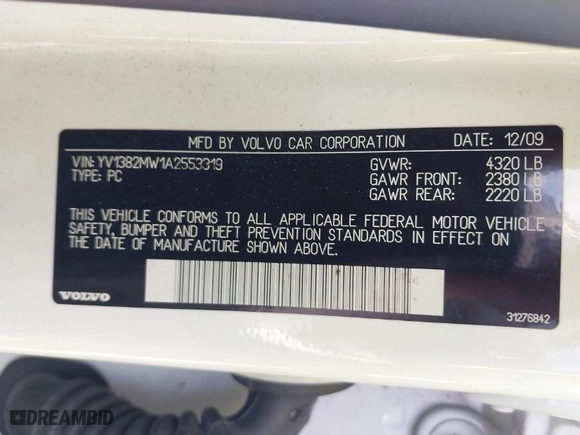 MFD BY VOLVO CAR CORPORATION DATE: 12/09
VIN: YV1382MW1A2553319 GVWR: 4320 LB
TYPE: PC GAWR FRONT: 2380 LB
GAWR REAR: 2220 LB
THIS VEHICLE CONFORMS TO ALL APPLICABLE FEDERAL MOTOR VEHICLE
SAFETY, BUMPER AND THEFT PREVENTION STANDARDS IN EFFECT ON
THE DATE OF MANUFACTURE SHOWN ABOVE.
VOLVO
31276842
DREAMBID